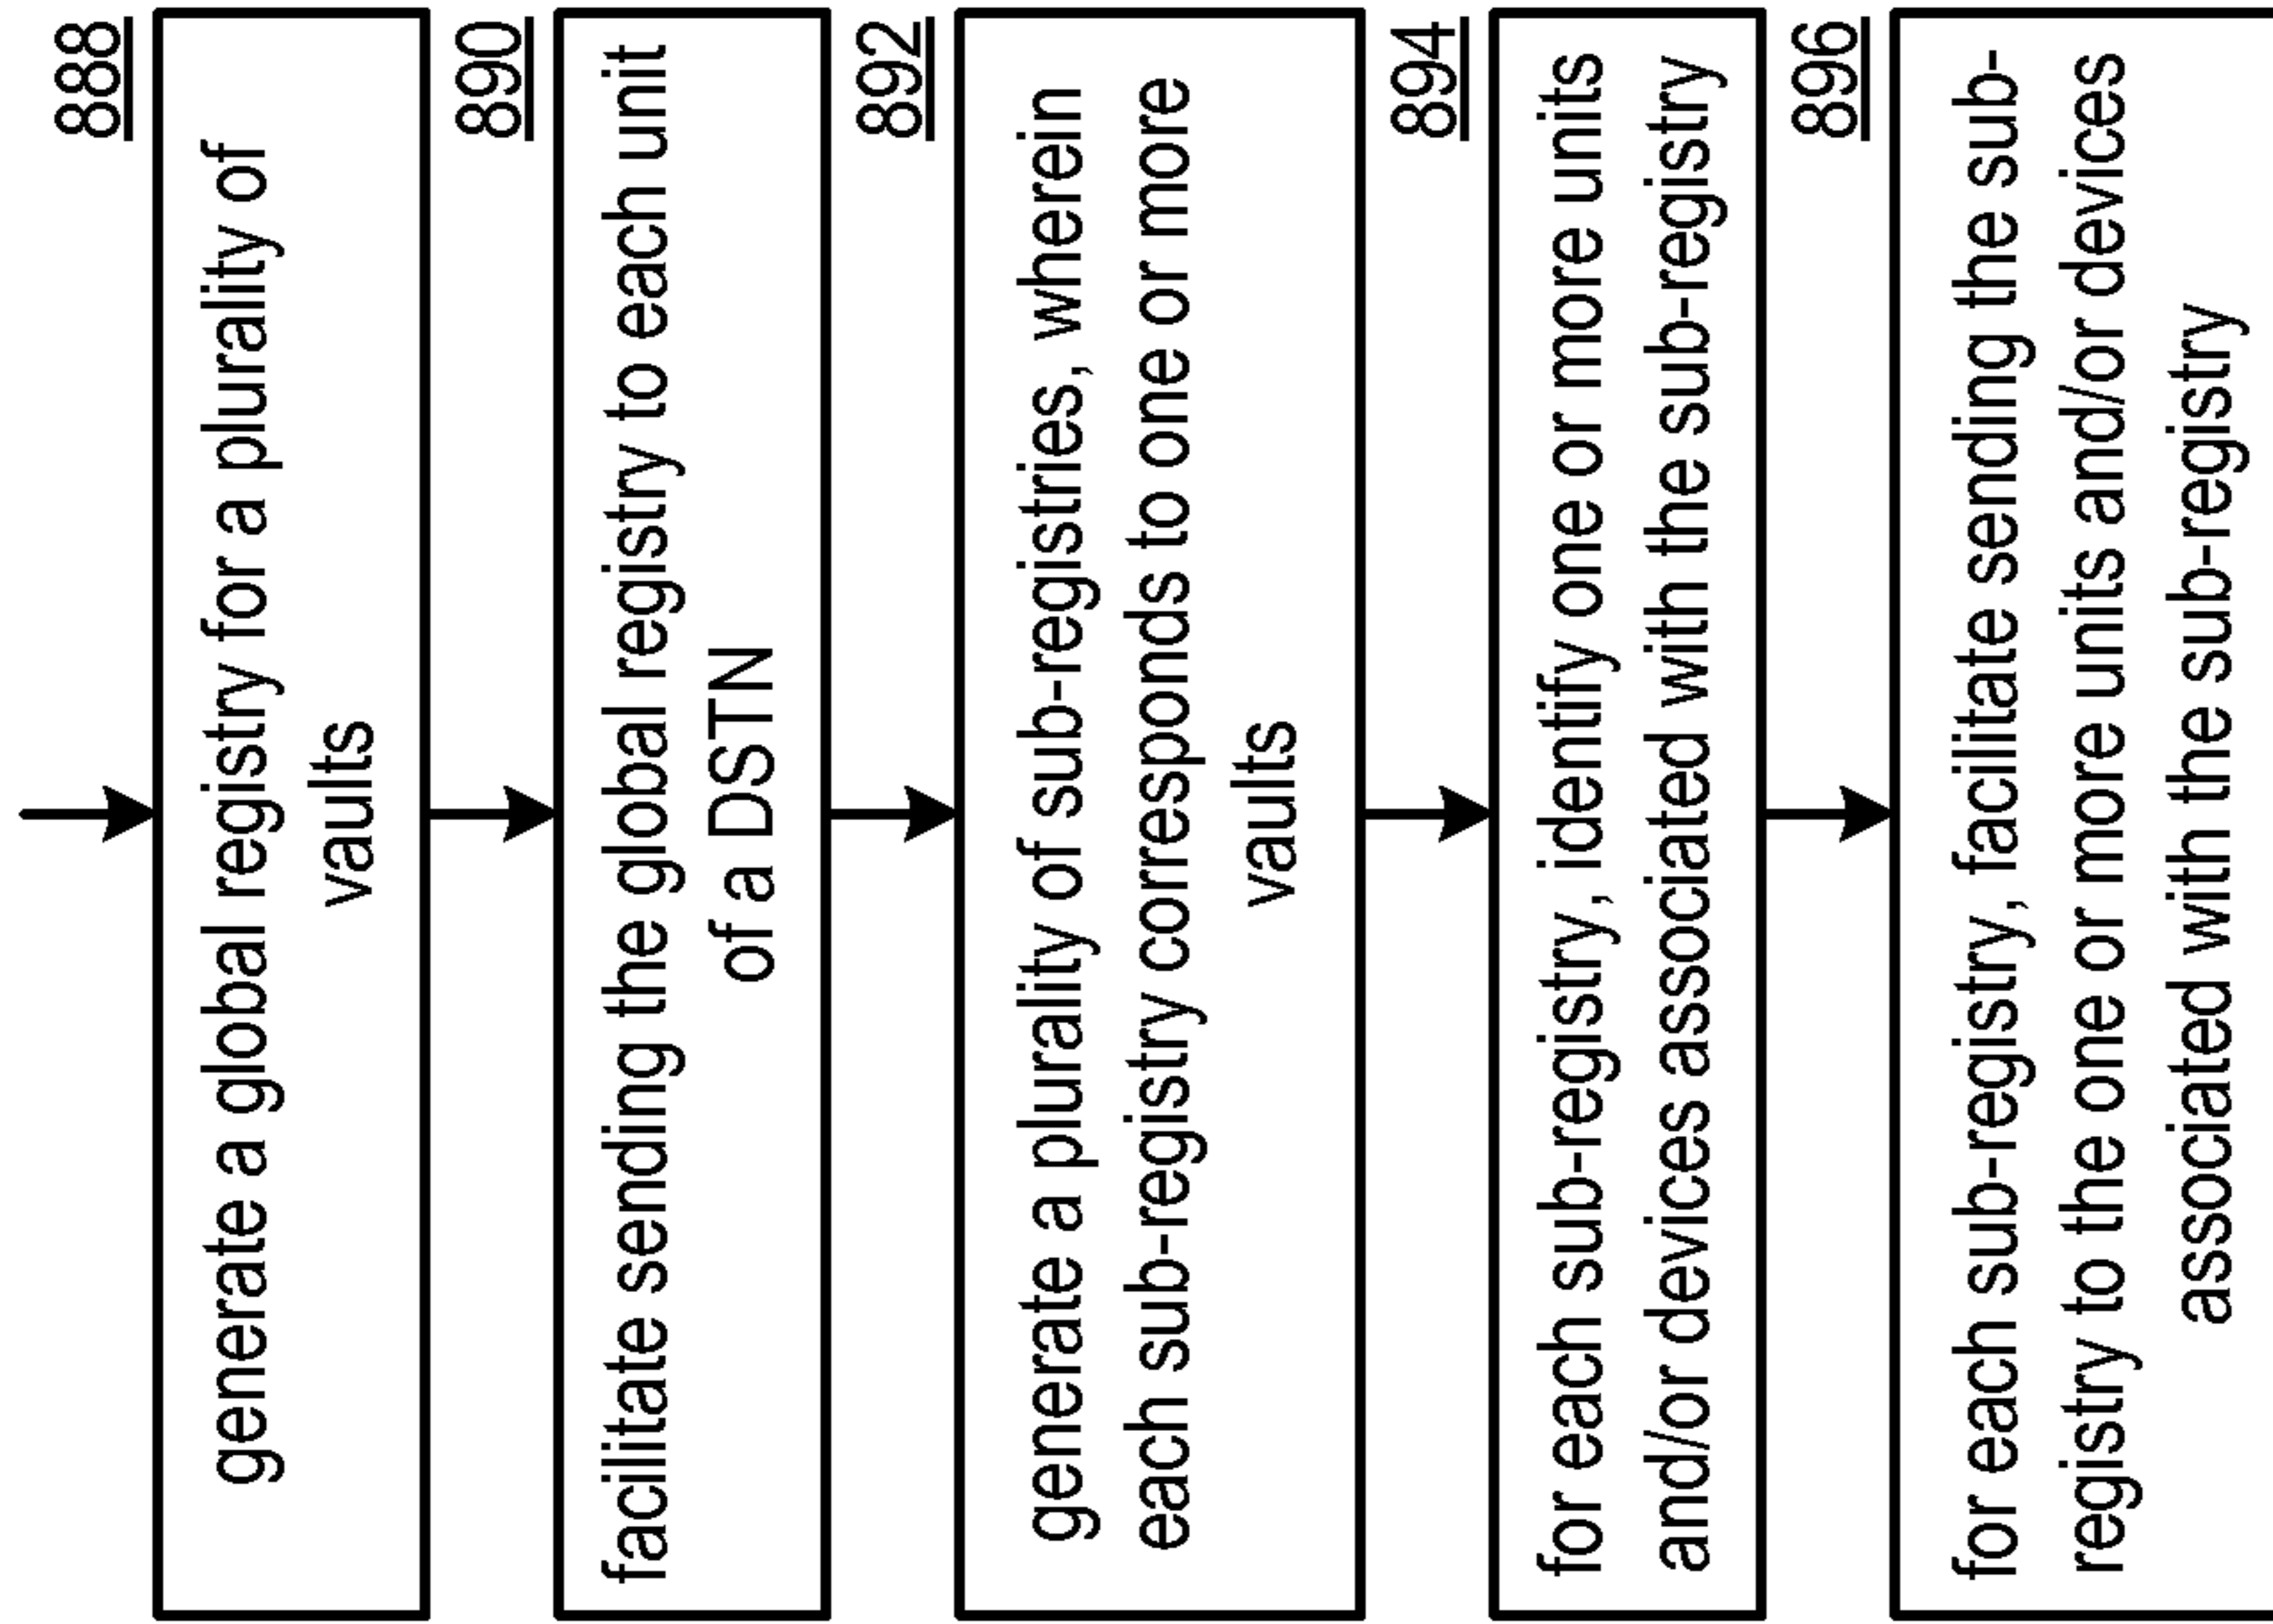 888
generate a global registry for a plurality of
vaults
890
facilitate sending the global registry to each unit
of a DSTN
892
generate a plurality of sub-registries, wherein
each sub-registry corresponds to one or more
vaults
894
for each sub-registry, identify one or more units
and/or devices associated with the sub-registry
896
for each sub-registry, facilitate sending the sub-
registry to the one or more units and/or devices
associated with the sub-registry